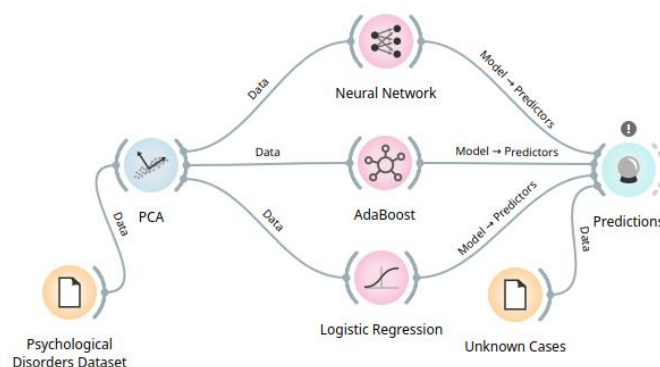 Data
Model → Predictors
Neural Network
Data
Model → Predictors
PCA
AdaBoost
Predictions
Data
Data
Model → Predictors
Data
Logistic Regression
Unknown Cases
Psychological
Disorders Dataset